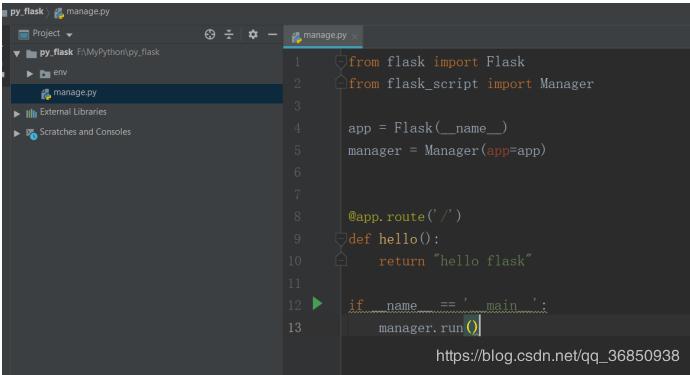 py_flask
manage.py
Project
py_flask F:\MyPython\py_flask
env
manage.py
External Libraries
Scratches and Consoles
manage.py
1 from flask import Flask
2 from flask_script import Manager
3
4 app = Flask(__name__)
5 manager = Manager(app=app)
6
7
8 @app.route('/')
9 def hello():
10 return "hello flask"
11
12 if __name__ == '__main__':
13 manager.run()
https://blog.csdn.net/qq_36850938